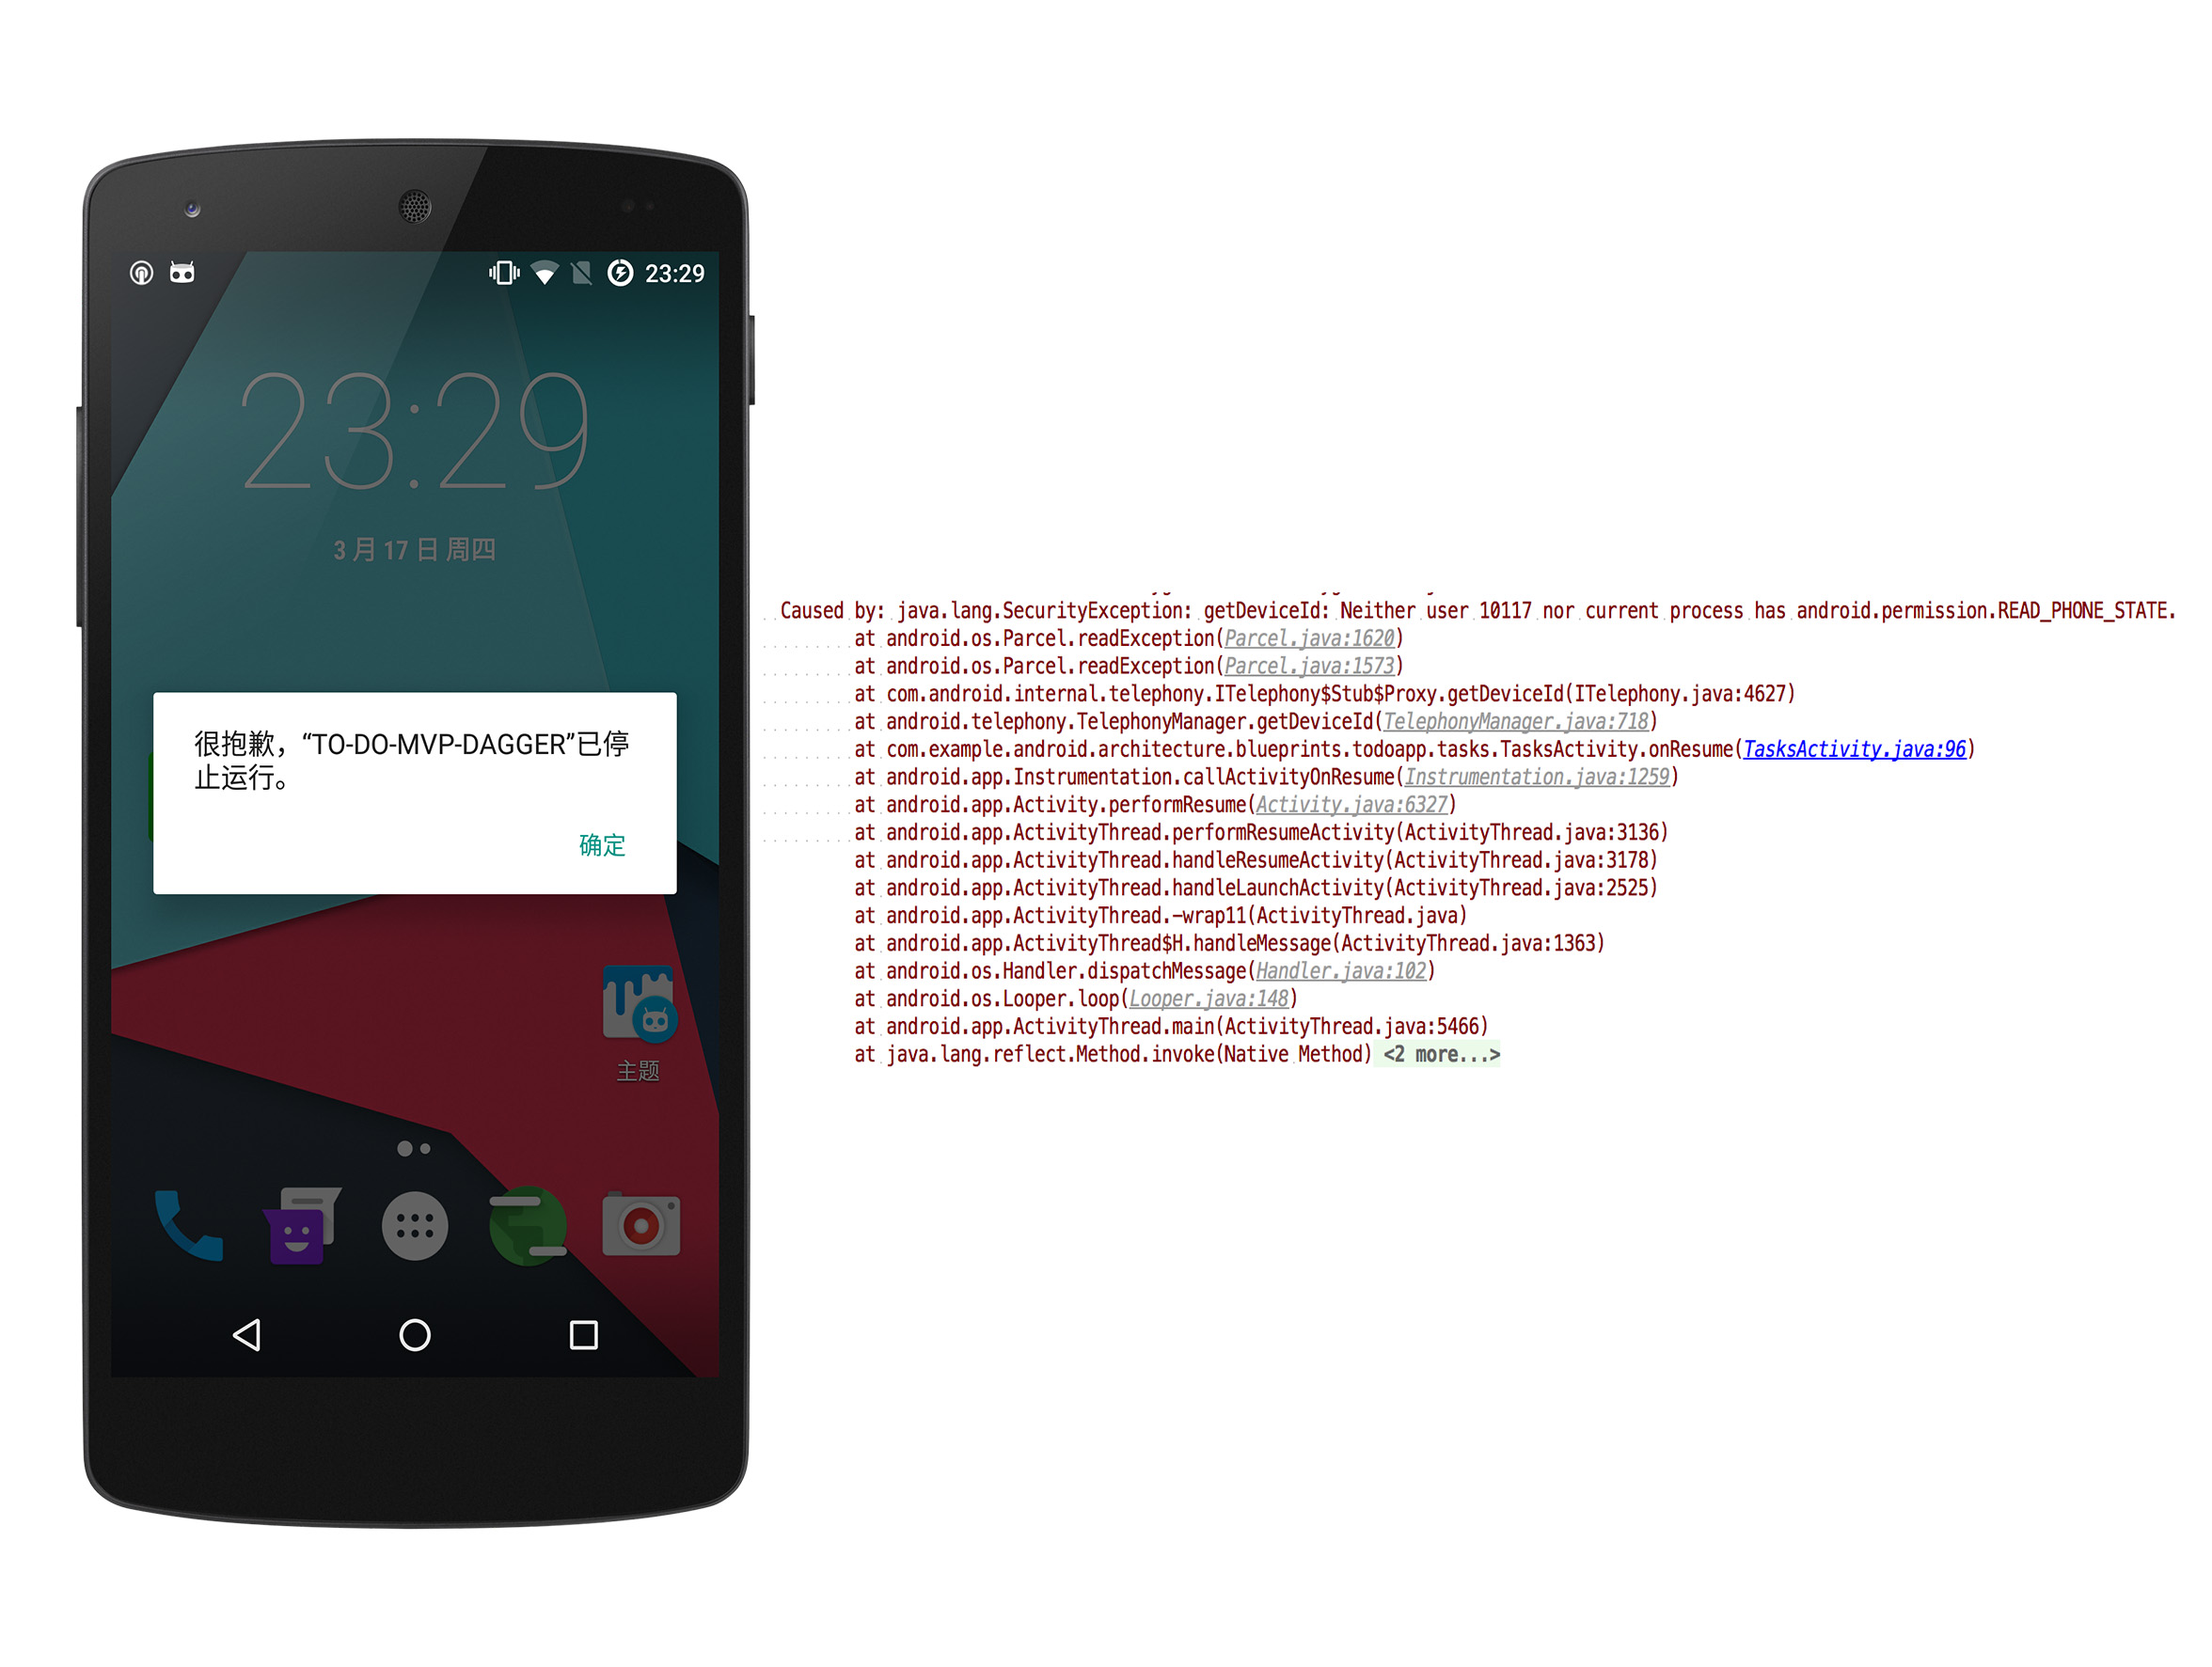 23:29
23:29
3 月 17 日 周四
很抱歉，“TO-DO-MVP-DAGGER”已停
止运行。
确定
主题
Caused by: java.lang.SecurityException: getDeviceId: Neither user 10117 nor current process has android.permission.READ_PHONE_STATE.
at android.os.Parcel.readException(Parcel.java:1620)
at android.os.Parcel.readException(Parcel.java:1573)
at com.android.internal.telephony.ITelephony$Stub$Proxy.getDeviceId(ITelephony.java:4627)
at android.telephony.TelephonyManager.getDeviceId(TelephonyManager.java:718)
at com.example.android.architecture.blueprints.todoapp.tasks.TasksActivity.onResume(TasksActivity.java:96)
at android.app.Instrumentation.callActivityOnResume(Instrumentation.java:1259)
at android.app.Activity.performResume(Activity.java:6327)
at android.app.ActivityThread.performResumeActivity(ActivityThread.java:3136)
at android.app.ActivityThread.handleResumeActivity(ActivityThread.java:3178)
at android.app.ActivityThread.handleLaunchActivity(ActivityThread.java:2525)
at android.app.ActivityThread.-wrap11(ActivityThread.java)
at android.app.ActivityThread$H.handleMessage(ActivityThread.java:1363)
at android.os.Handler.dispatchMessage(Handler.java:102)
at android.os.Looper.loop(Looper.java:148)
at android.app.ActivityThread.main(ActivityThread.java:5466)
at java.lang.reflect.Method.invoke(Native Method) <2 more...>